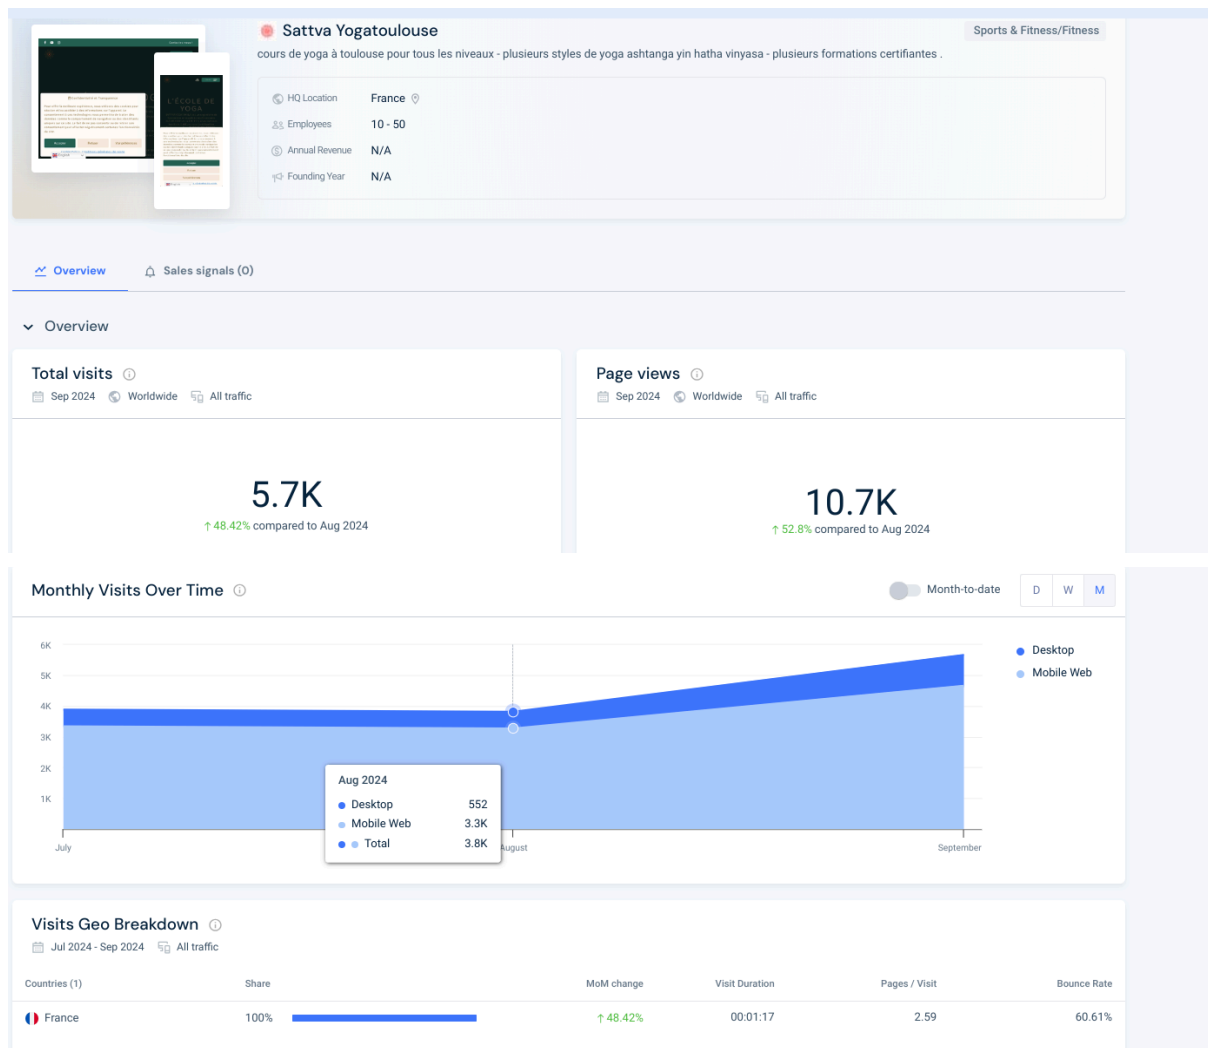 Sattva Yogatoulouse
Sports & Fitness/Fitness
cours de yoga à toulouse pour tous les niveaux - plusieurs styles de yoga ashtanga yin hatha vinyasa - plusieurs formations certifiantes .
HQ Location France
Employees 10 - 50
Annual Revenue N/A
Founding Year N/A
L'ÉCOLE DE
YOGA
Overview Sales signals (0)
Overview
Total visits
Sep 2024 Worldwide All traffic
5.7K
↑ 48.42% compared to Aug 2024
Page views
Sep 2024 Worldwide All traffic
10.7K
↑ 52.8% compared to Aug 2024
Monthly Visits Over Time
Month-to-date D W M
6K
5K
4K
3K
2K
1K
Desktop
Mobile Web
Aug 2024
Desktop 552
Mobile Web 3.3K
Total 3.8K
July August September
Visits Geo Breakdown
Jul 2024 - Sep 2024 All traffic
Countries (1) Share MoM change Visit Duration Pages / Visit Bounce Rate
France 100% ↑ 48.42% 00:01:17 2.59 60.61%